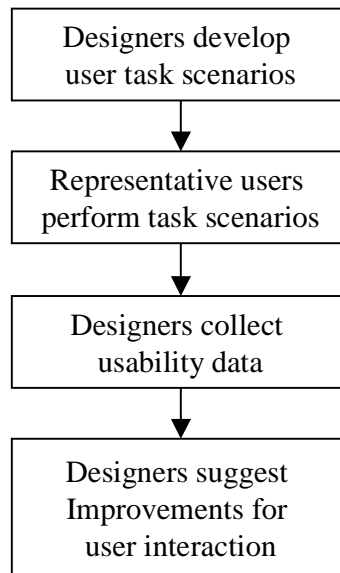 Designers develop
user task scenarios
Representative users
perform task scenarios
Designers collect
usability data
Designers suggest
Improvements for
user interaction